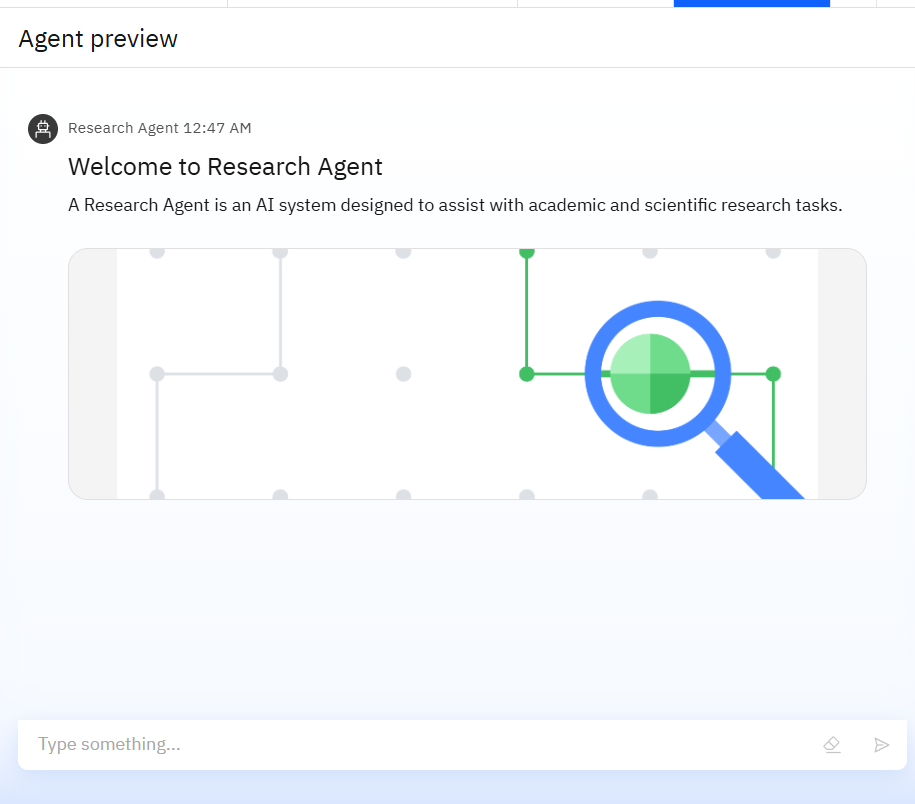 Agent preview
Research Agent 12:47 AM
Welcome to Research Agent
A Research Agent is an AI system designed to assist with academic and scientific research tasks.
Type something...